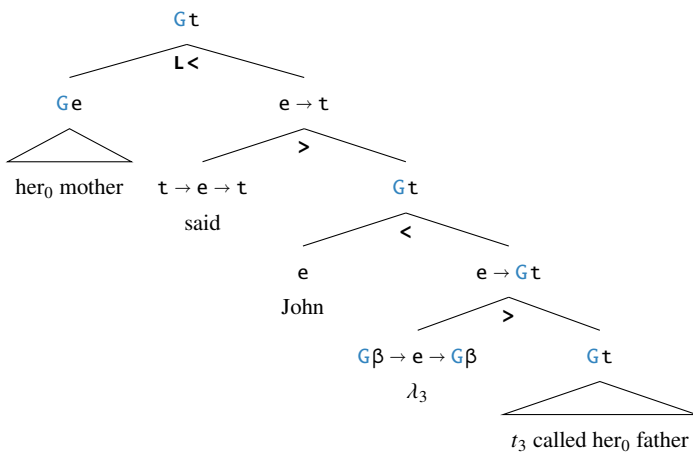 Gt
L<
Ge e → t
>
her₀ mother t → e → t Gt
said
<
e e → Gt
John
>
Gβ → e → Gβ Gt
λ₃
t₃ called her₀ father